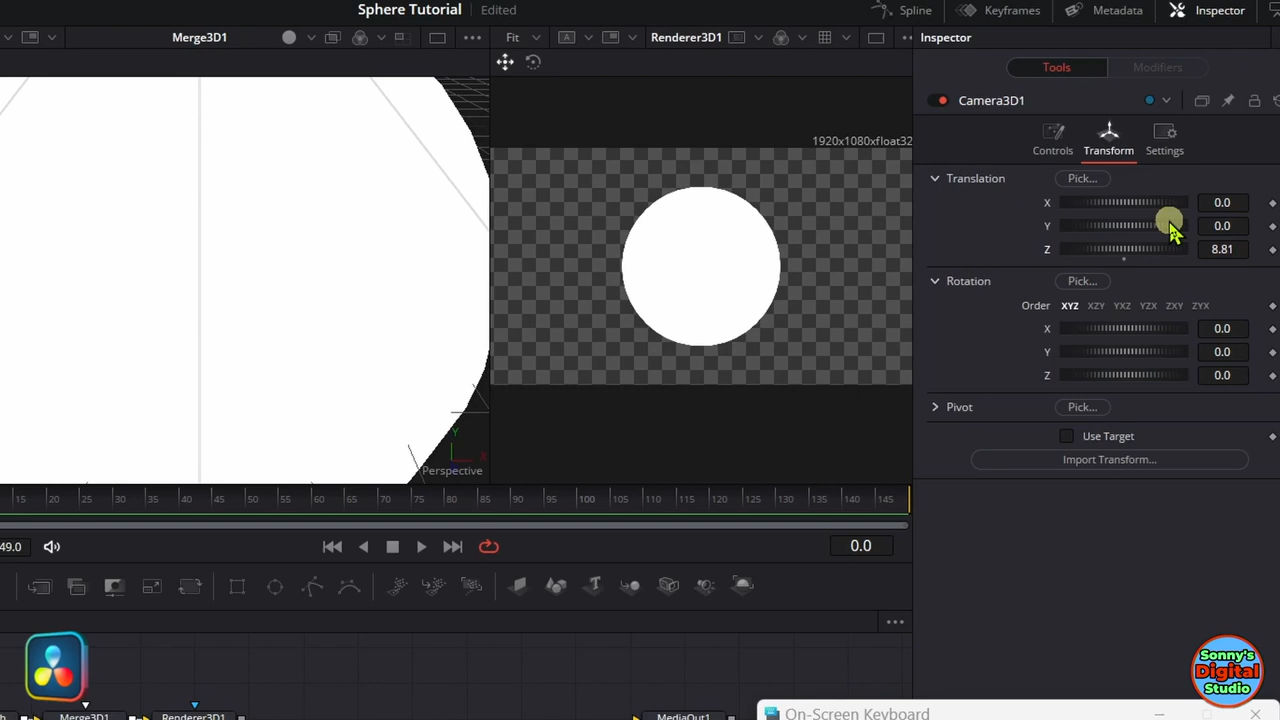 Sphere Tutorial Edited
Spline Keyframes Metadata Inspector
Merge3D1 Fit A Renderer3D1 Inspector
Tools Modifiers
Camera3D1
1920x1080xfloat32
Controls Transform Settings
Translation Pick...
X 0.0
Y 0.0
Z 8.81
Rotation Pick...
Order XYZ XZY YXZ YZX ZXY ZYX
X 0.0
Y 0.0
Z 0.0
Pivot Pick...
Use Target
Import Transform...
Y
X
Perspective
15 20 25 30 35 40 45 50 55 60 65 70 75 80 85 90 95 100 105 110 115 120 125 130 135 140 145
49.0 0.0
T
Sonny's
Digital
Studio
Merge3D1 Renderer3D1 MediaOut1
On-Screen Keyboard